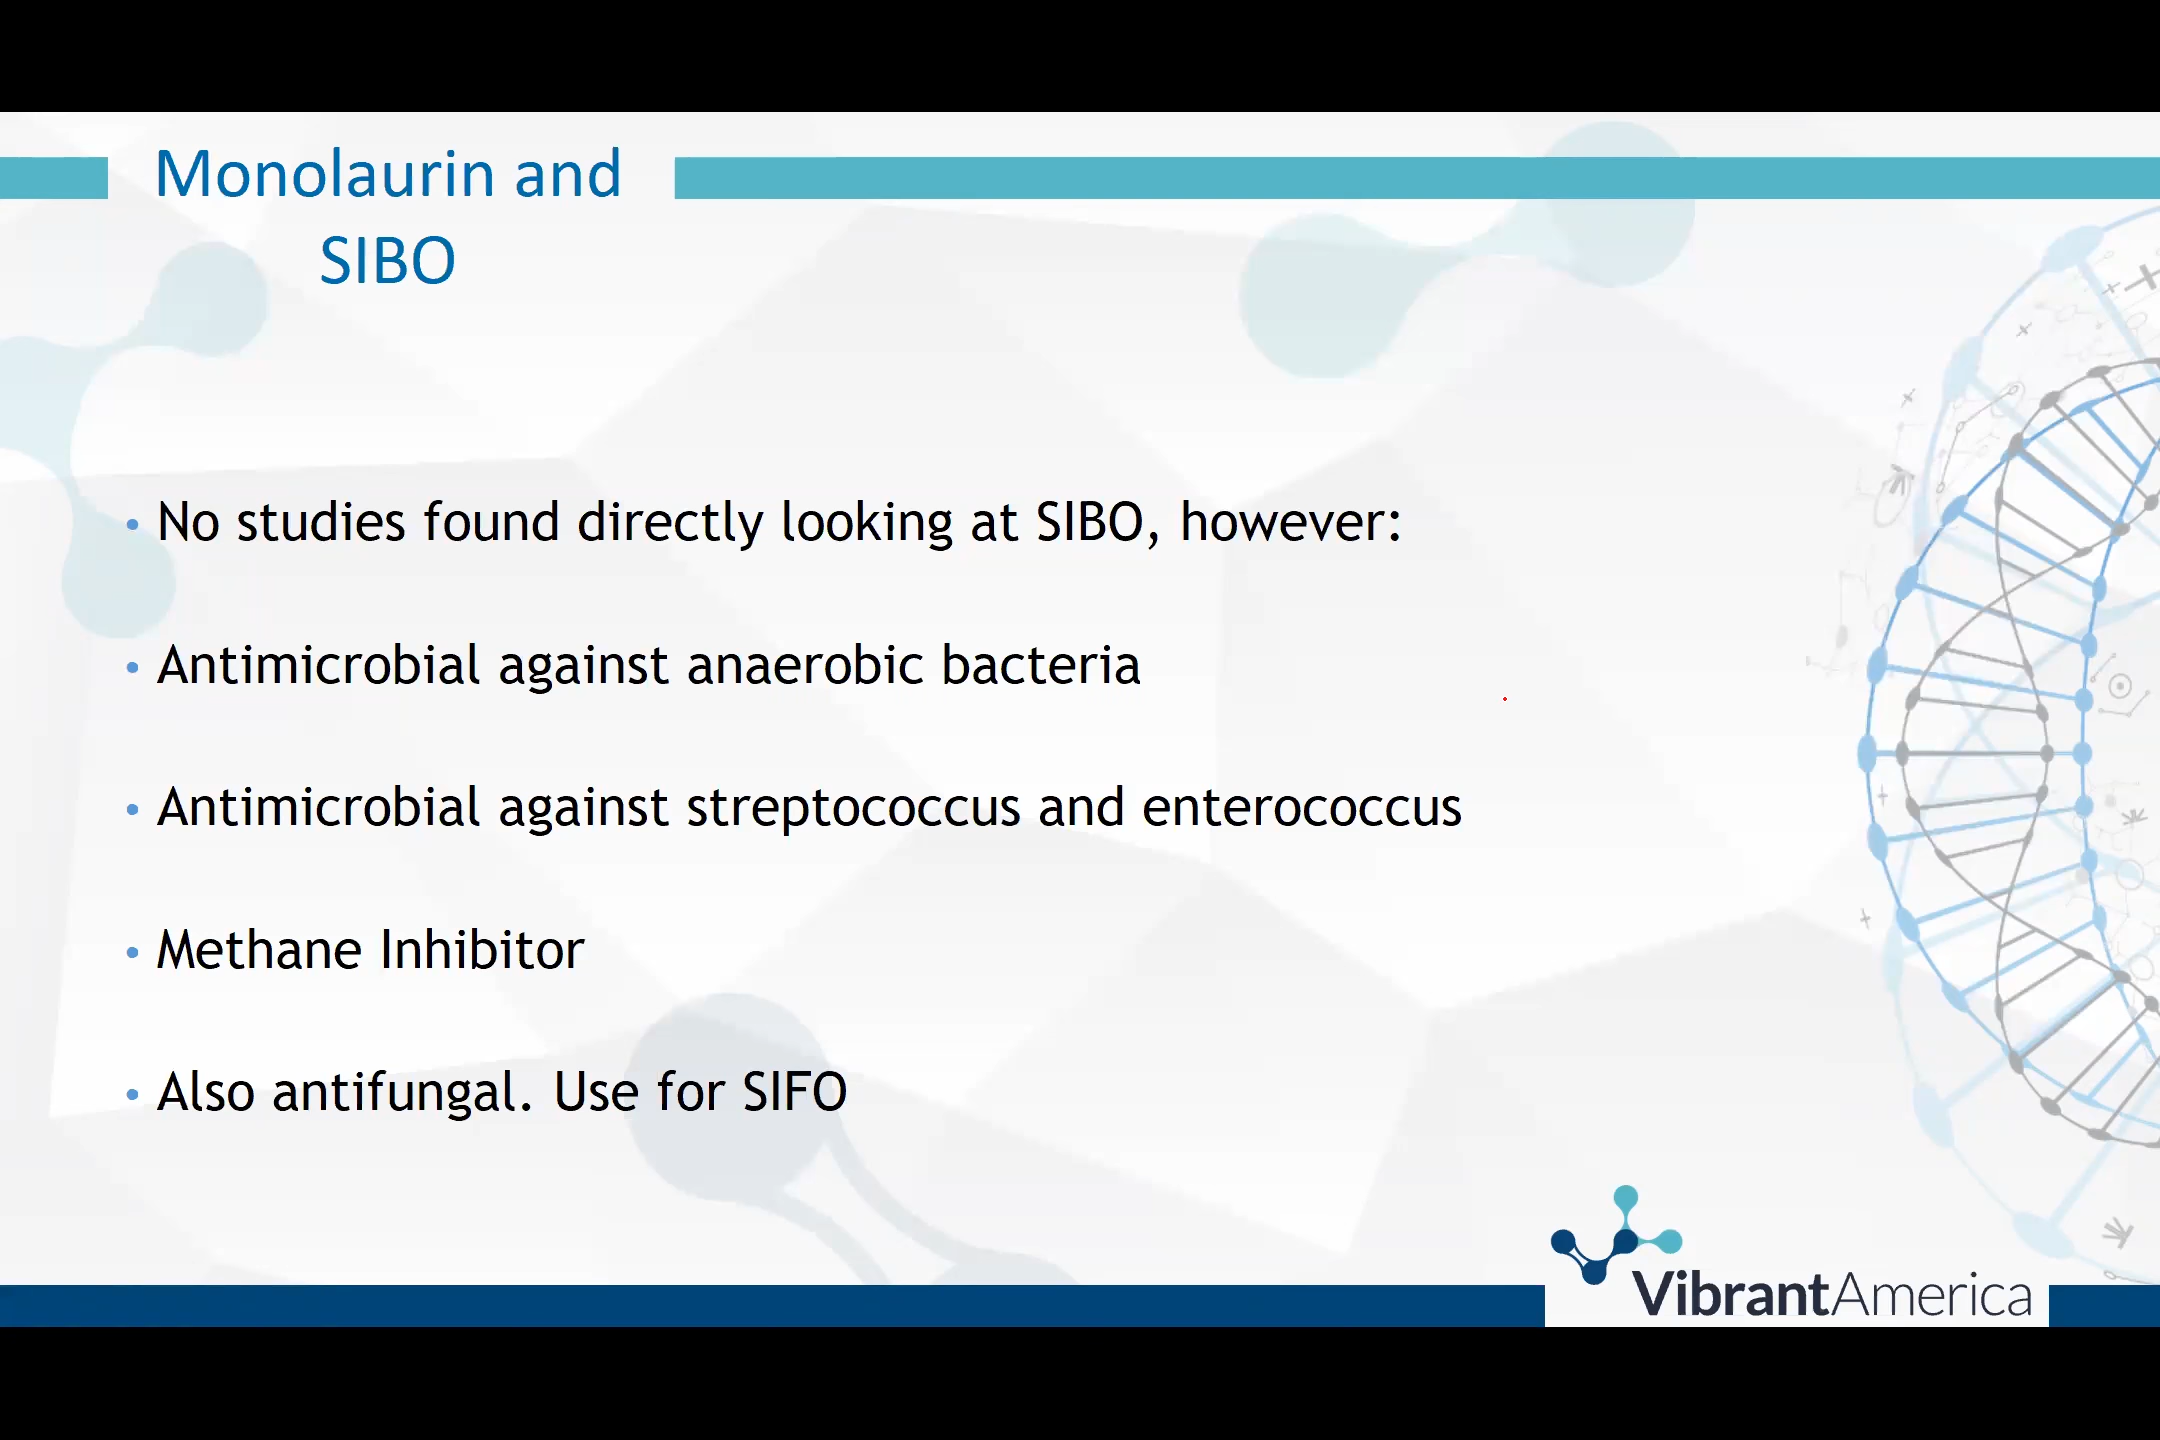 Monolaurin and
SIBO
• No studies found directly looking at SIBO, however:
• Antimicrobial against anaerobic bacteria
• Antimicrobial against streptococcus and enterococcus
• Methane Inhibitor
• Also antifungal. Use for SIFO
VibrantAmerica